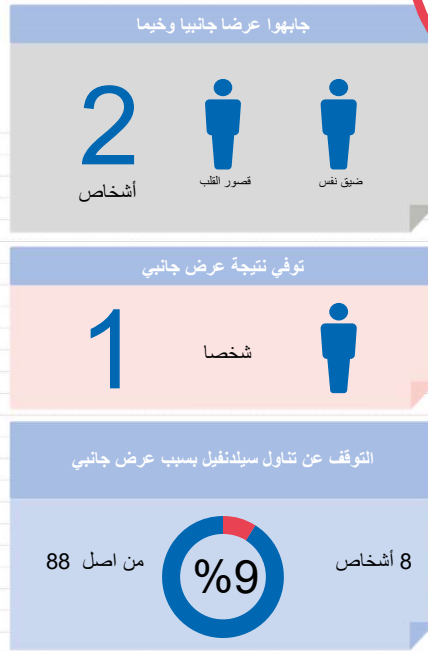 جابهوا عرضا جانبيا وخيما
2
أشخاص
ضيق نفس
قصور القلب
توفي نتيجة عرض جانبي
1
شخصا
التوقف عن تناول سيلدنفيل بسبب عرض جانبي
8 أشخاص
%9
من اصل 88